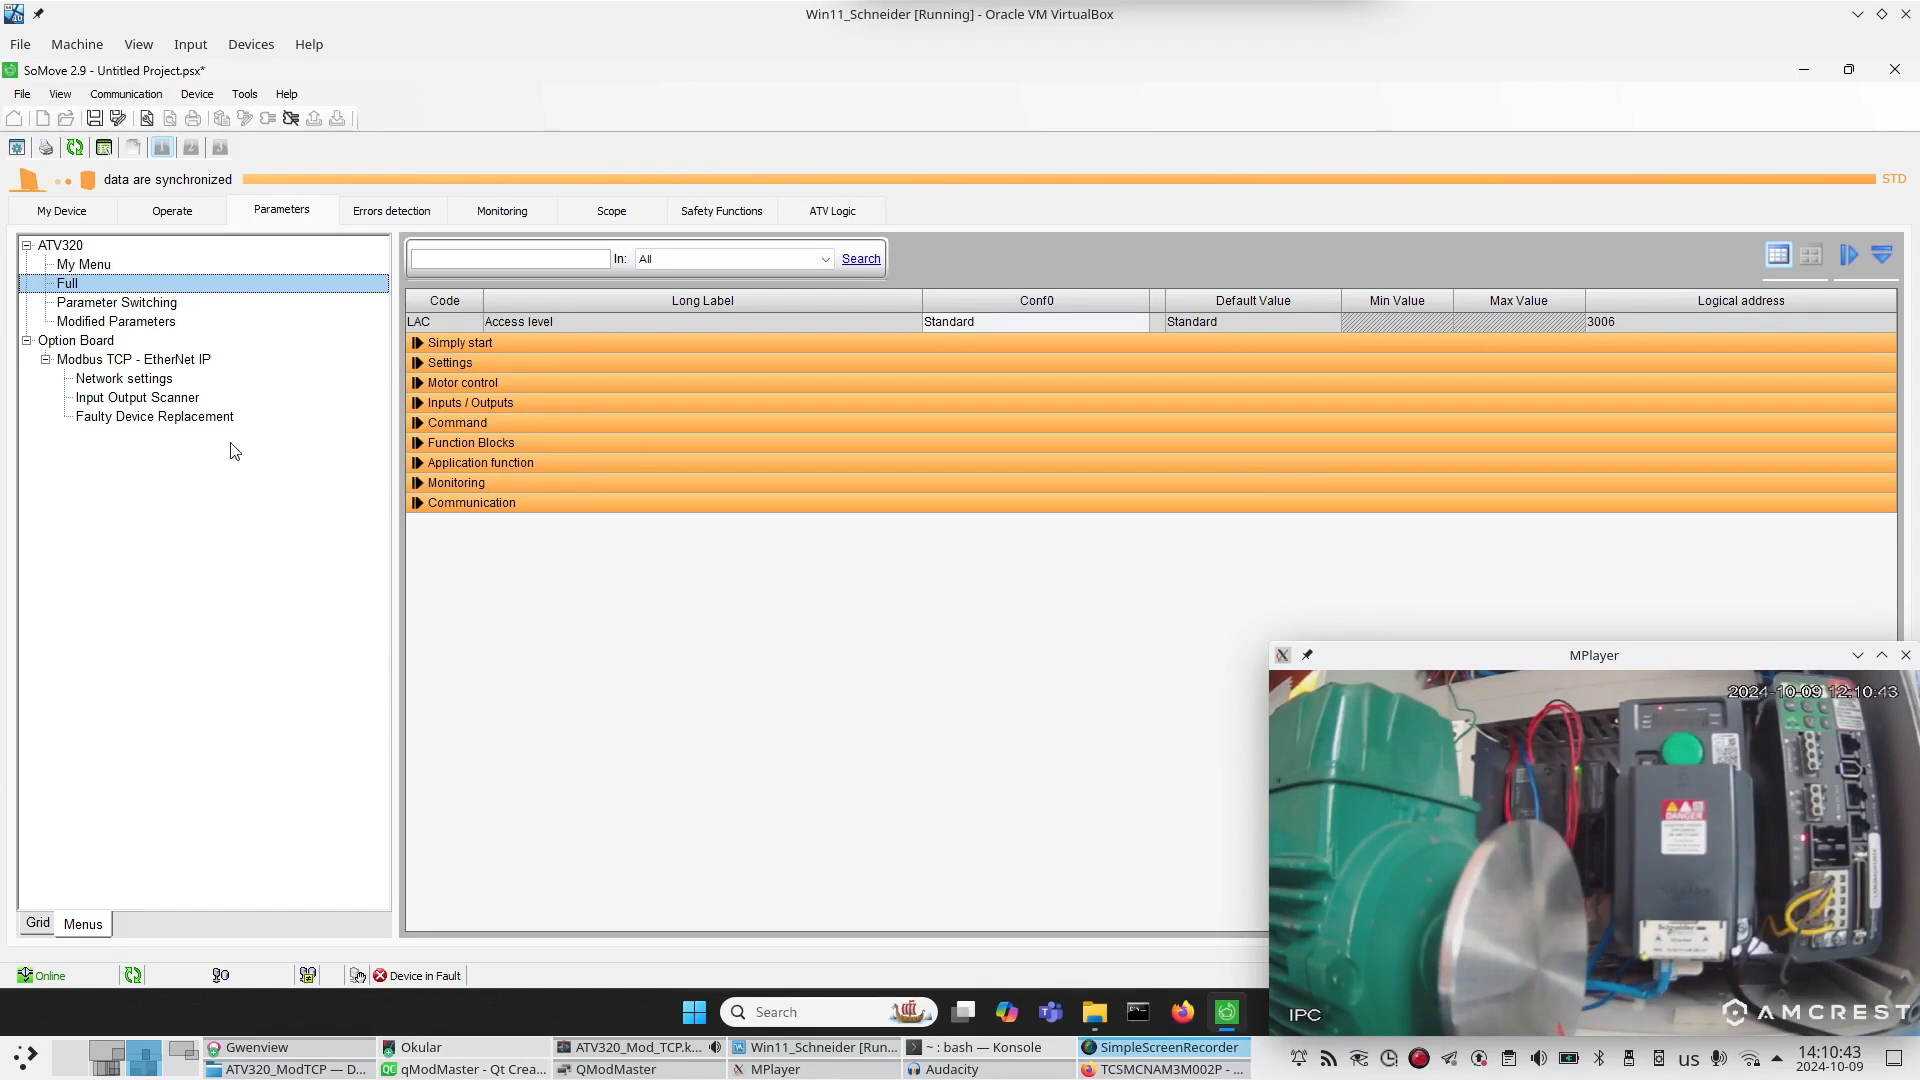 Win11_Schneider [Running] - Oracle VM VirtualBox
File Machine View Input Devices Help
SoMove 2.9 - Untitled Project.psx*
File View Communication Device Tools Help
1 2 3
data are synchronized STD
My Device Operate Parameters Errors detection Monitoring Scope Safety Functions ATV Logic
ATV320
My Menu
Full
Parameter Switching
Modified Parameters
Option Board
Modbus TCP - EtherNet IP
Network settings
Input Output Scanner
Faulty Device Replacement
Grid Menus
In: All Search
Code Long Label Conf0 Default Value Min Value Max Value Logical address
LAC Access level Standard Standard 3006
Simply start
Settings
Motor control
Inputs / Outputs
Command
Function Blocks
Application function
Monitoring
Communication
MPlayer
2024-10-09 12:10:43
DANGER
Schneider
IPC
AMCREST
Online Device in Fault
Search
Gwenview Okular ATV320_Mod_TCP.k... Win11_Schneider [Run... ~ : bash — Konsole SimpleScreenRecorder
ATV320_ModTCP — D... qModMaster - Qt Crea... QModMaster MPlayer Audacity TCSMCNAM3M002P - ...
us
14:10:43
2024-10-09